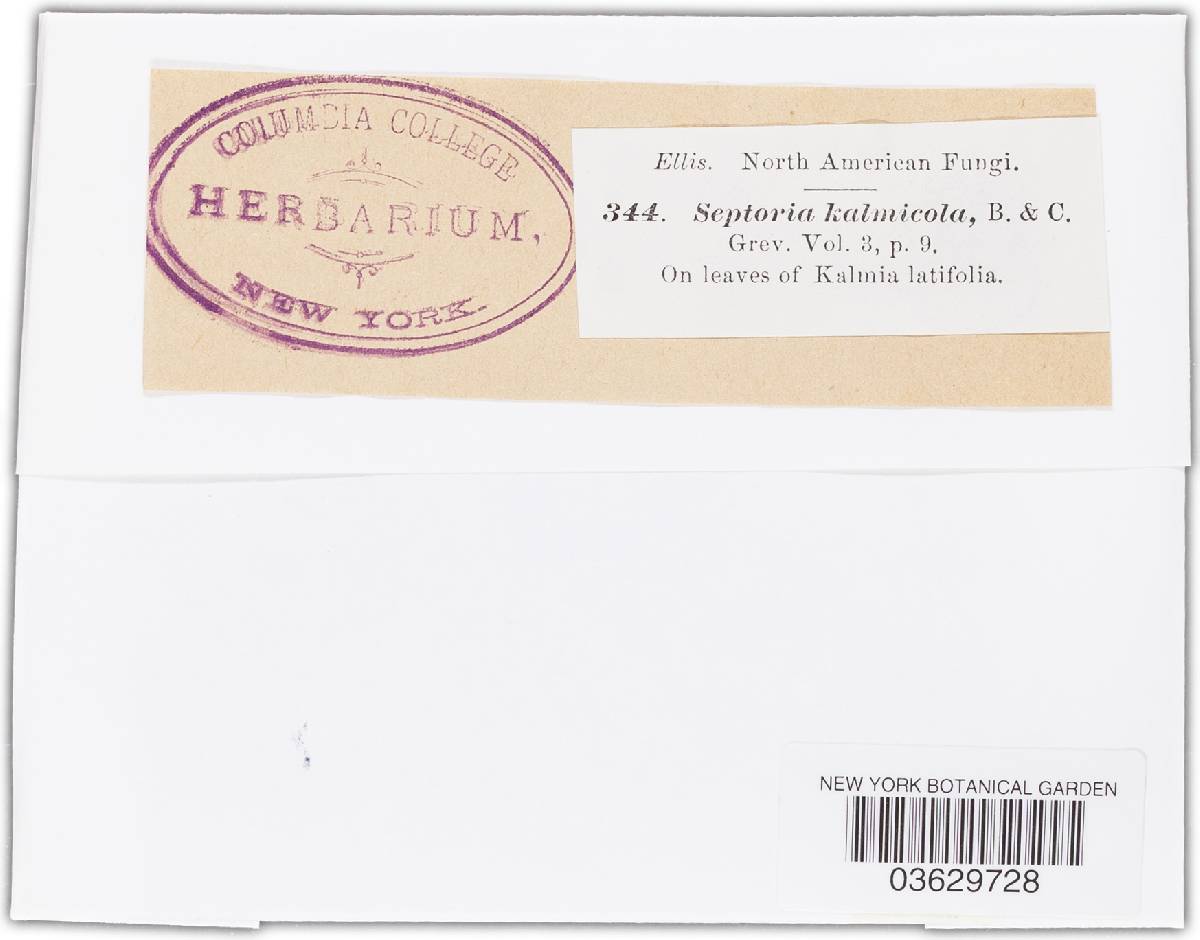 COLUMBIA COLLEGE
HERBARIUM,
NEW YORK.
Ellis. North American Fungi.
344. Septoria kalmicola, B. & C.
Grev. Vol. 3, p. 9.
On leaves of Kalmia latifolia.
NEW YORK BOTANICAL GARDEN
03629728